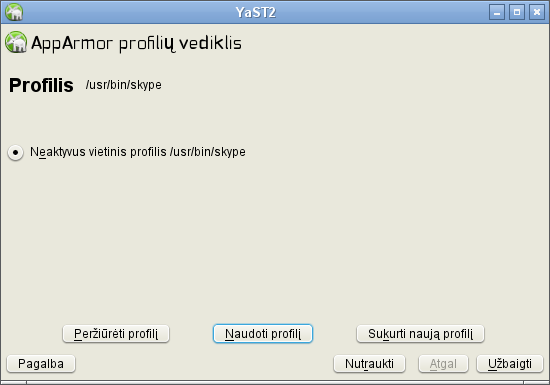 YaST2
AppArmor profilių vediklis
Profilis /usr/bin/skype
Neaktyvus vietinis profilis /usr/bin/skype
Peržiūrėti profilį Naudoti profilį Sukurti naują profilį
Pagalba Nutraukti Atgal Užbaigti